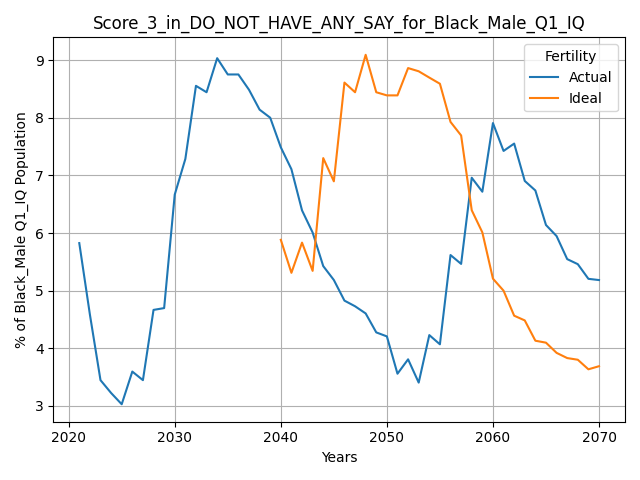 Score_3_in_DO_NOT_HAVE_ANY_SAY_for_Black_Male_Q1_IQ
Fertility
Actual
Ideal
% of Black_Male Q1_IQ Population
9
8
7
6
5
4
3
2020 2030 2040 2050 2060 2070
Years